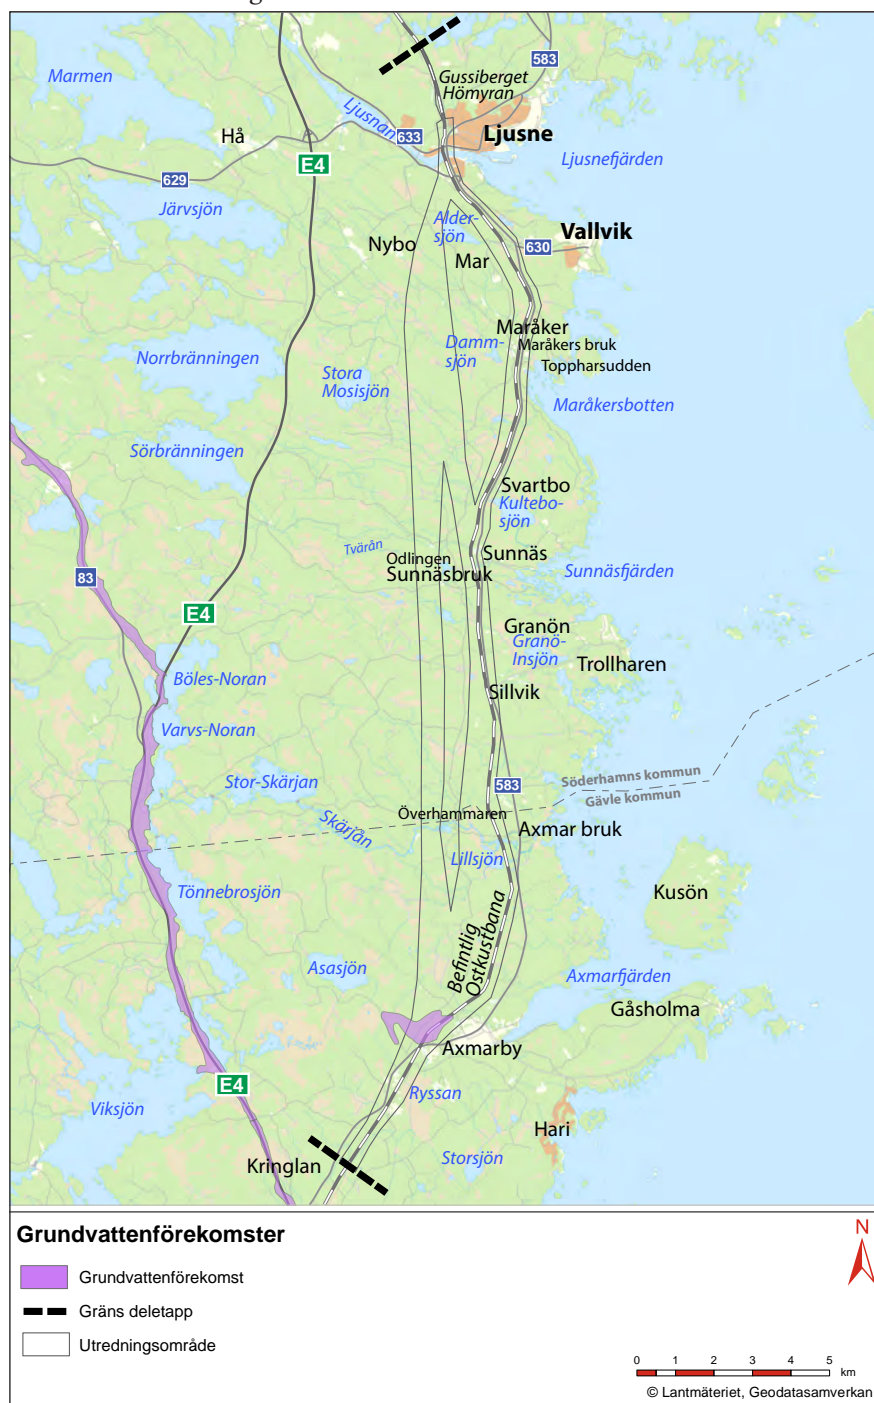 Marmen
583
Gussiberget
Hömyran
Ljusnan
633
Hå
Ljusne
E4
Ljusnefjärden
629
Järvsjön
Alder-
sjön
Vallvik
Nybo
630
Mar
Maråker
Maråkers bruk
Damm-
sjön
Norrbränningen
Toppharsudden
Stora
Mosisjön
Maråkersbotten
Sörbränningen
Svartbo
Kultebo-
sjön
Tvärån
Odlingen
Sunnäs
Sunnäsbruk
Sunnäsfjärden
83
E4
Granön
Granö-
Insjön
Trollharen
Böles-Noran
Sillvik
Varvs-Noran
Stor-Skärjan
583
Söderhamns kommun
Gävle kommun
Skärjån
Överhammaren
Axmar bruk
Lillsjön
Tönnebrosjön
Kusön
Befintlig
Ostkustbana
Asasjön
Axmarfjärden
Gåsholma
Axmarby
E4
Ryssan
Viksjön
Hari
Kringlan
Storsjön
Grundvattenförekomster
N
Grundvattenförekomst
Gräns deletapp
Utredningsområde
0 1 2 3 4 5
km
© Lantmäteriet, Geodatasamverkan